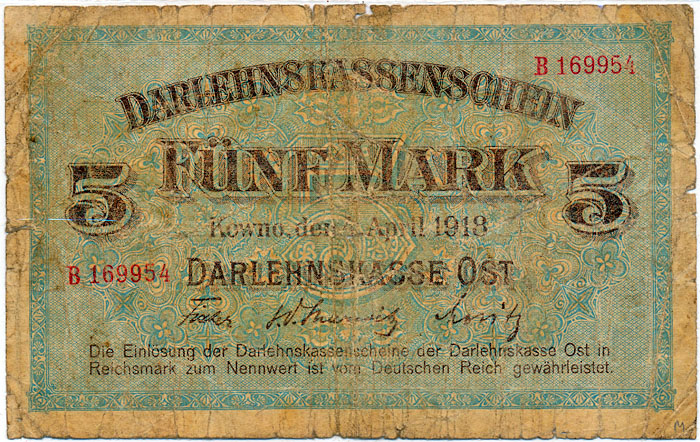 B 169954
DARLEHNSKASSENSCHEIN
5 FÜNF MARK 5
Kowno, den April 1918
B 169954 DARLEHNSKASSE OST
Die Einlösung der Darlehnskassenscheine der Darlehnskasse Ost in
Reichsmark zum Nennwert ist vom Deutschen Reich gewährleistet.
M